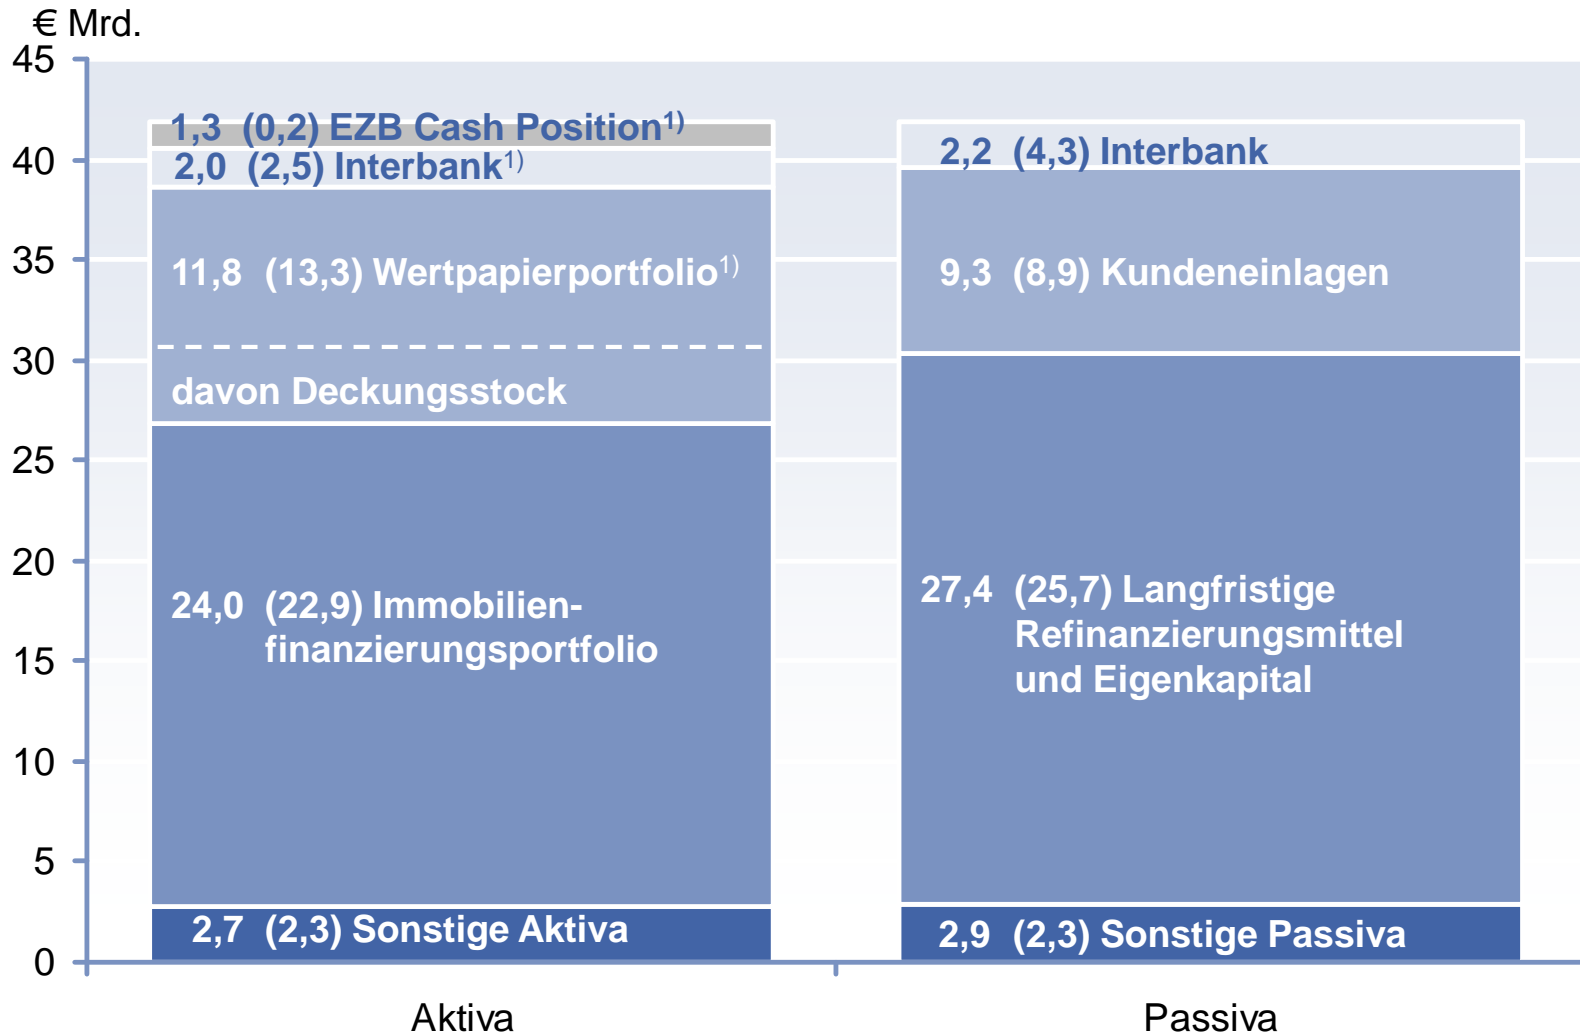 € Mrd.
45
40
35
30
25
20
15
10
5
0
1,3 (0,2) EZB Cash Position1)
2,0 (2,5) Interbank1)
11,8 (13,3) Wertpapierportfolio1)
davon Deckungsstock
24,0 (22,9) Immobilien-
finanzierungsportfolio
2,7 (2,3) Sonstige Aktiva
2,2 (4,3) Interbank
9,3 (8,9) Kundeneinlagen
27,4 (25,7) Langfristige
Refinanzierungsmittel
und Eigenkapital
2,9 (2,3) Sonstige Passiva
Aktiva
Passiva